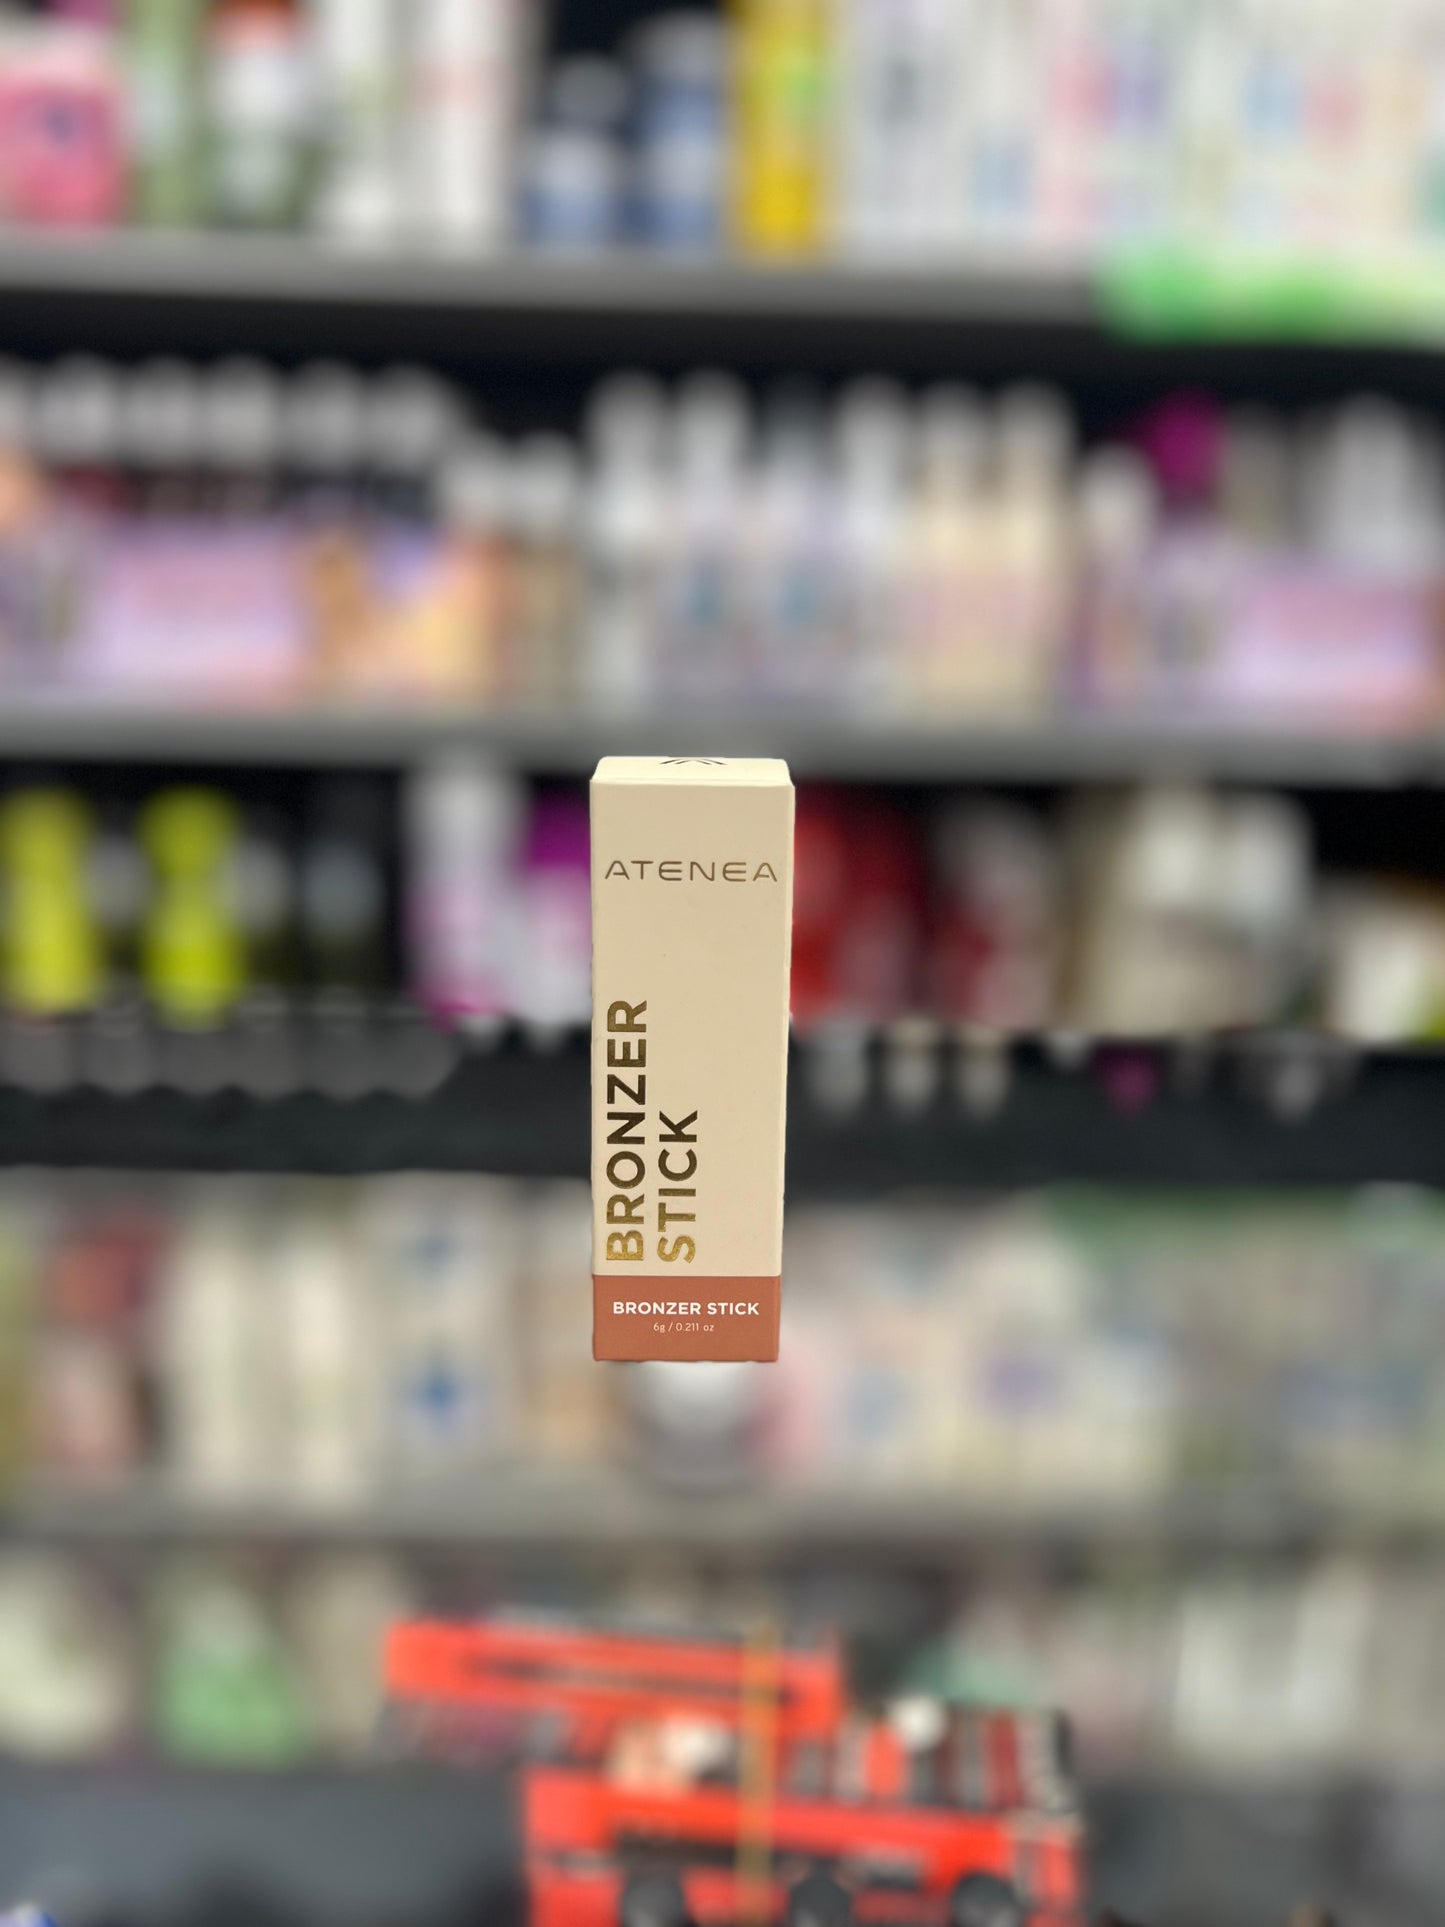 ATENEA
BRONZER
STICK
BRONZER STICK
6g / 0.211 oz